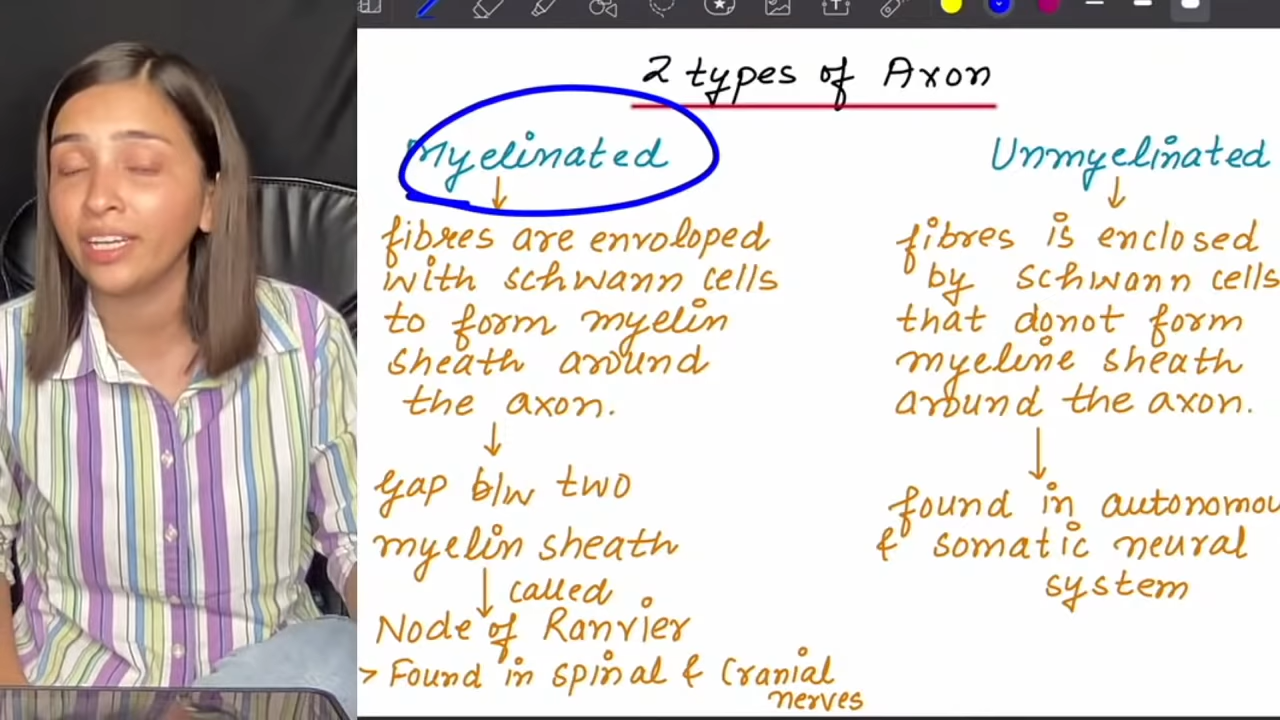 2 types of Axon
Myelinated
fibres are enveloped
with schwann cells
to form myelin
sheath around
the axon.
Gap b/w two
myelin sheath
called
Node of Ranvier
> Found in spinal & Cranial
nerves
Unmyelinated
fibres is enclosed
by schwann cells
that donot form
myeline sheath
around the axon.
found in autonomou
& somatic neural
system